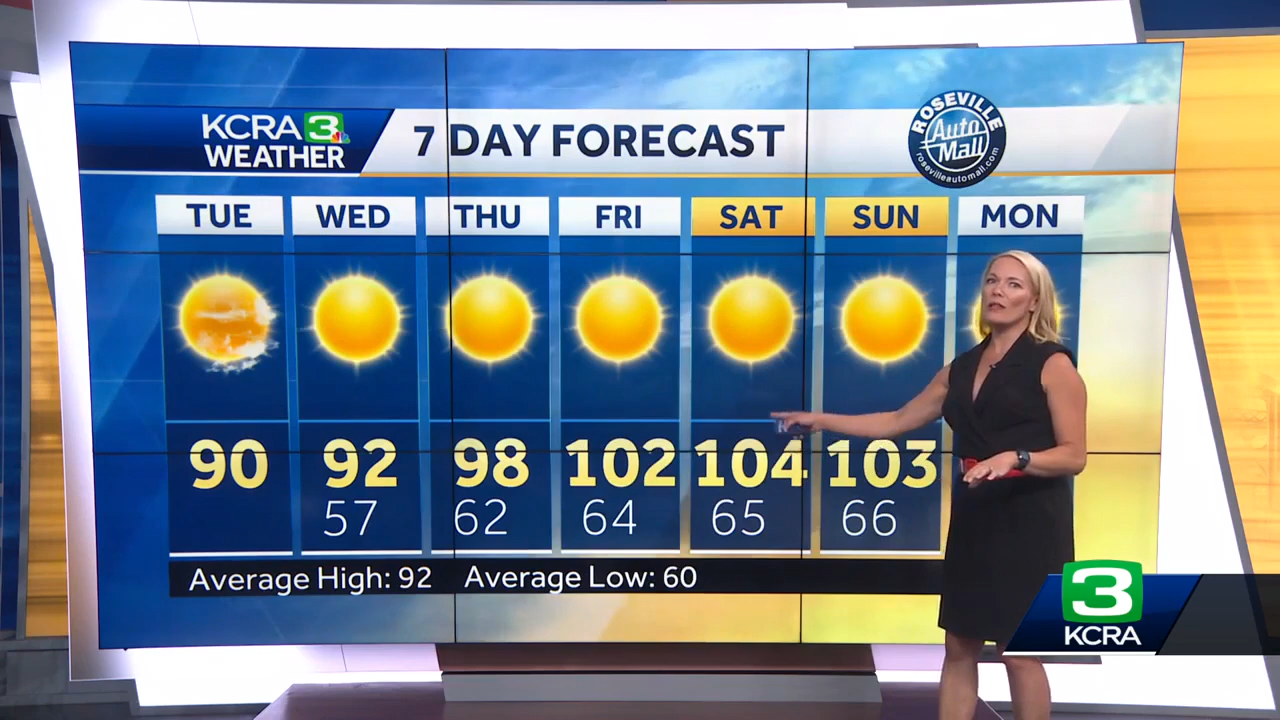 KCRA 3
WEATHER
7 DAY FORECAST
ROSEVILLE
Auto
Mall
rosevilleautomall.com
TUE WED THU FRI SAT SUN MON
90 92 98 102 104 103
57 62 64 65 66
Average High: 92 Average Low: 60
3
KCRA